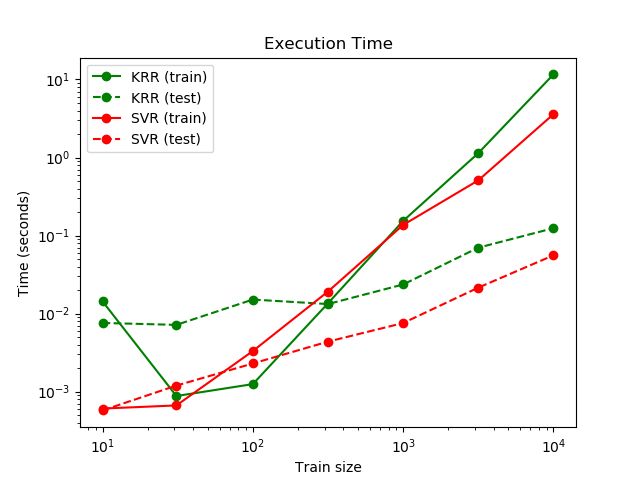 Execution Time
KRR (train)
KRR (test)
SVR (train)
SVR (test)
10¹
10⁰
10⁻¹
10⁻²
10⁻³
Time (seconds)
10¹ 10² 10³ 10⁴
Train size